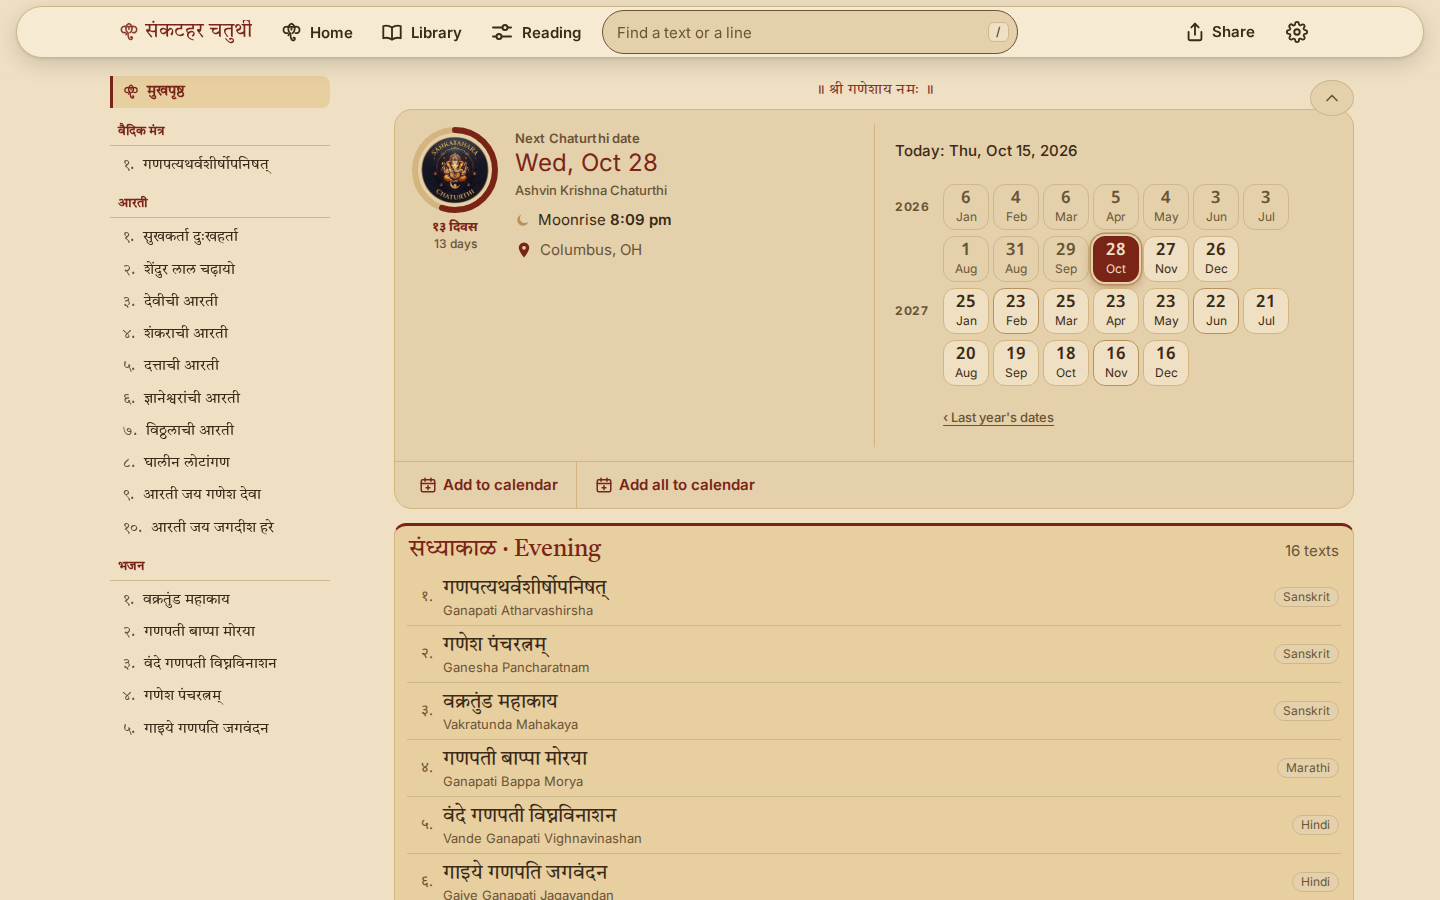 संकटहर चतुर्थी
Home
Library
Reading
Find a text or a line
/
Share
मुखपृष्ठ
वैदिक मंत्र
१. गणपत्यथर्वशीर्षोपनिषत्
आरती
१. सुखकर्ता दुःखहर्ता
२. शेंदुर लाल चढ़ायो
३. देवीची आरती
४. शंकराची आरती
५. दत्ताची आरती
६. ज्ञानेश्वरांची आरती
७. विठ्ठलाची आरती
८. घालीन लोटांगण
९. आरती जय गणेश देवा
१०. आरती जय जगदीश हरे
भजन
१. वक्रतुंड महाकाय
२. गणपती बाप्पा मोरया
३. वंदे गणपती विघ्नविनाशन
४. गणेश पंचरत्नम्
५. गाइये गणपति जगवंदन
॥ श्री गणेशाय नमः ॥
SANKATAHARA
CHATURTHI
१३ दिवस
13 days
Next Chaturthi date
Wed, Oct 28
Ashvin Krishna Chaturthi
Moonrise 8:09 pm
Columbus, OH
Today: Thu, Oct 15, 2026
2026
6 Jan
4 Feb
6 Mar
5 Apr
4 May
3 Jun
3 Jul
1 Aug
31 Aug
29 Sep
28 Oct
27 Nov
26 Dec
2027
25 Jan
23 Feb
25 Mar
23 Apr
23 May
22 Jun
21 Jul
20 Aug
19 Sep
18 Oct
16 Nov
16 Dec
‹ Last year's dates
Add to calendar
Add all to calendar
संध्याकाळ · Evening
16 texts
१. गणपत्यथर्वशीर्षोपनिषत्
Ganapati Atharvashirsha
Sanskrit
२. गणेश पंचरत्नम्
Ganesha Pancharatnam
Sanskrit
३. वक्रतुंड महाकाय
Vakratunda Mahakaya
Sanskrit
४. गणपती बाप्पा मोरया
Ganapati Bappa Morya
Marathi
५. वंदे गणपती विघ्नविनाशन
Vande Ganapati Vighnavinashan
Hindi
६. गाइये गणपति जगवंदन
Gaiye Ganapati Jagavandan
Hindi